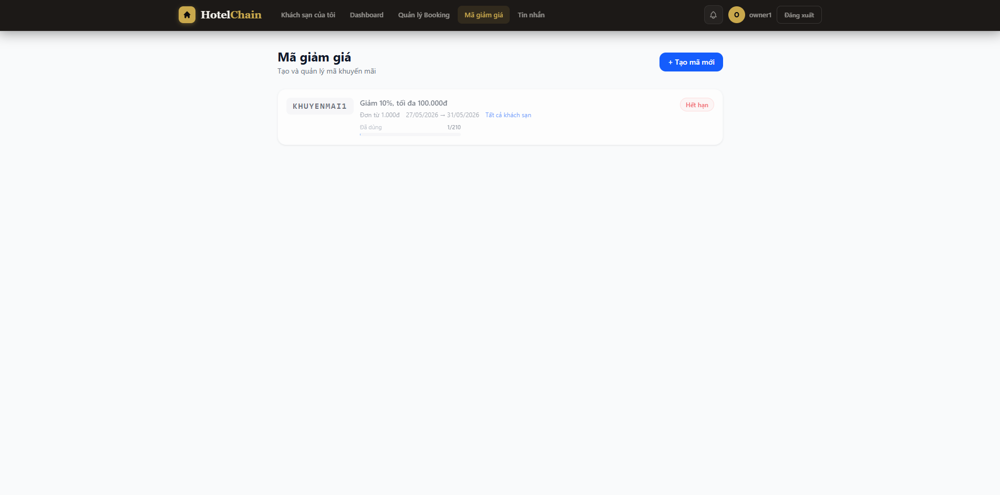 HotelChain Khách sạn của tôi Dashboard Quản lý Booking Mã giảm giá Tin nhắn O owner1 Đăng xuất
Mã giảm giá
+ Tạo mã mới
Tạo và quản lý mã khuyến mãi
KHUYENMAI1 Giảm 10%, tối đa 100.000đ Hết hạn
Đơn từ 1.000đ 27/05/2026 → 31/05/2026 Tất cả khách sạn
Đã dùng 1/210